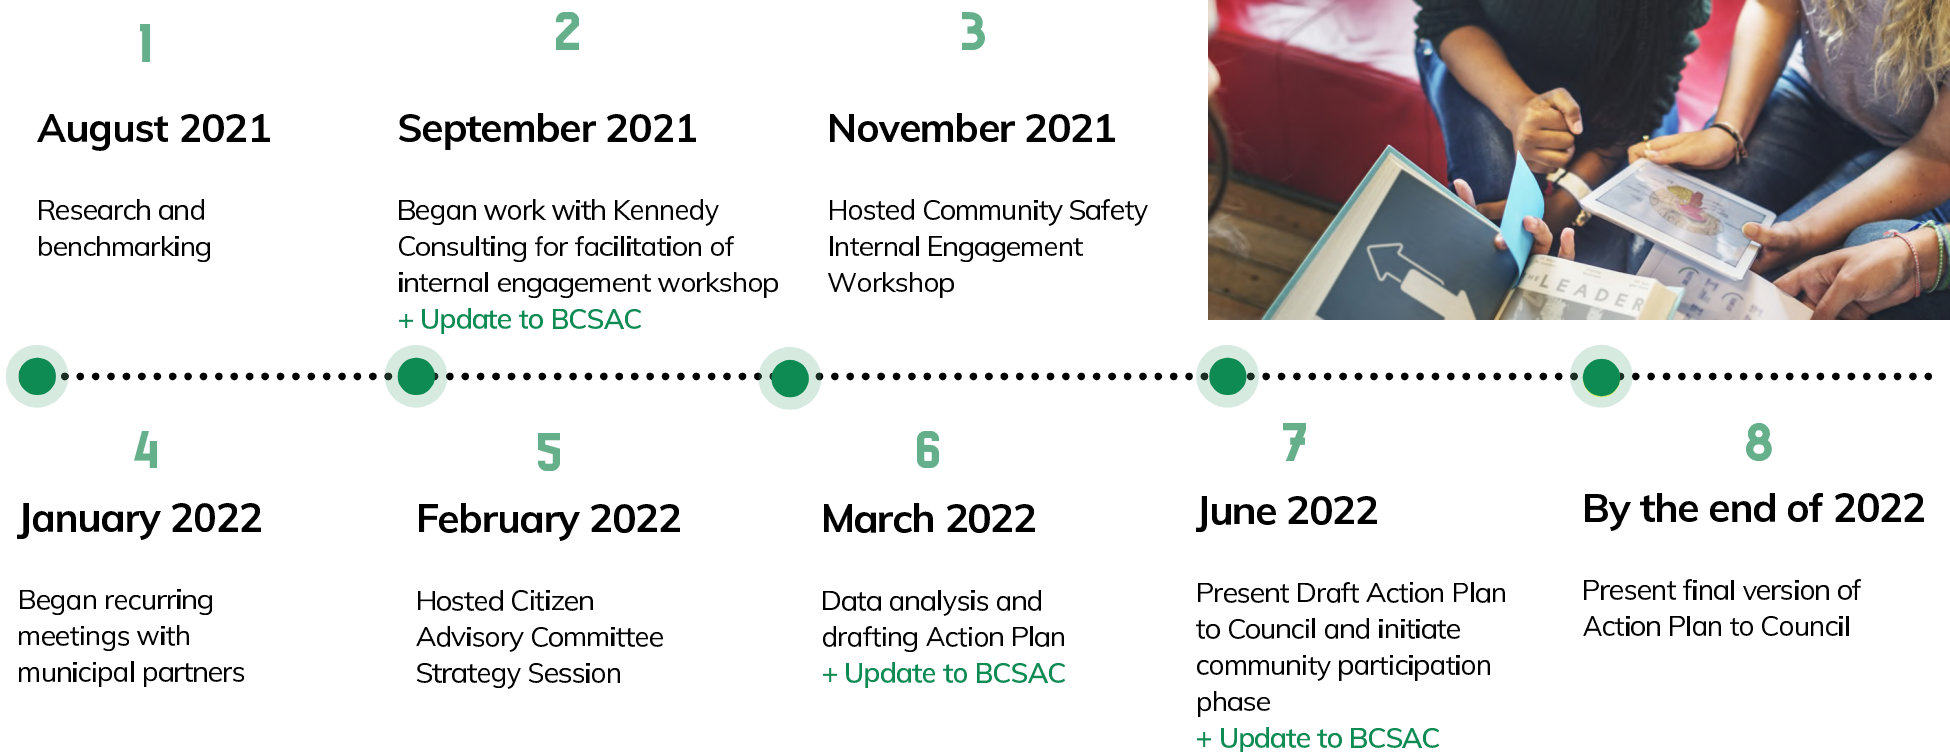 1
August 2021
Research and
benchmarking
2
September 2021
Began work with Kennedy
Consulting for facilitation of
internal engagement workshop
+ Update to BCSAC
3
November 2021
Hosted Community Safety
Internal Engagement
Workshop
THE LEADER
4
January 2022
Began recurring
meetings with
municipal partners
5
February 2022
Hosted Citizen
Advisory Committee
Strategy Session
6
March 2022
Data analysis and
drafting Action Plan
+ Update to BCSAC
7
June 2022
Present Draft Action Plan
to Council and initiate
community participation
phase
+ Update to BCSAC
8
By the end of 2022
Present final version of
Action Plan to Council